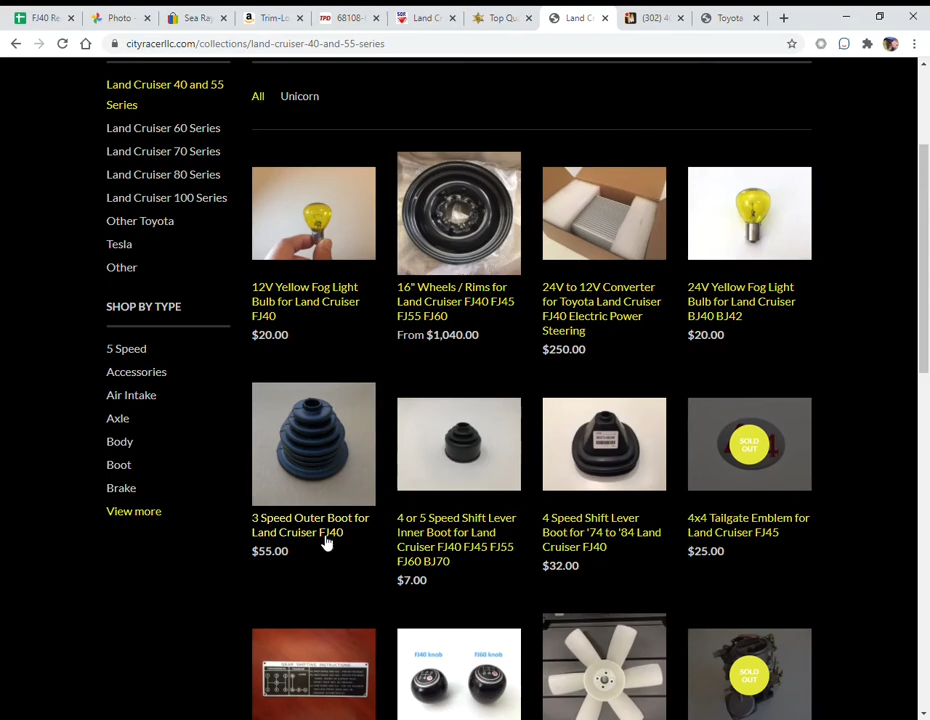 FJ40 Re
Photo -
Sea Ray
Trim-Lo
TPD
68108-
SOR
Land Cr
Top Qu
Land Cr
(302) 4
Toyota
cityracerllc.com/collections/land-cruiser-40-and-55-series
Land Cruiser 40 and 55
Series
Land Cruiser 60 Series
Land Cruiser 70 Series
Land Cruiser 80 Series
Land Cruiser 100 Series
Other Toyota
Tesla
Other
SHOP BY TYPE
5 Speed
Accessories
Air Intake
Axle
Body
Boot
Brake
View more
All Unicorn
12V Yellow Fog Light
Bulb for Land Cruiser
FJ40
$20.00
16" Wheels / Rims for
Land Cruiser FJ40 FJ45
FJ55 FJ60
From $1,040.00
24V to 12V Converter
for Toyota Land Cruiser
FJ40 Electric Power
Steering
$250.00
24V Yellow Fog Light
Bulb for Land Cruiser
BJ40 BJ42
$20.00
3 Speed Outer Boot for
Land Cruiser FJ40
$55.00
4 or 5 Speed Shift Lever
Inner Boot for Land
Cruiser FJ40 FJ45 FJ55
FJ60 BJ70
$7.00
4 Speed Shift Lever
Boot for '74 to '84 Land
Cruiser FJ40
$32.00
SOLD
OUT
4x4 Tailgate Emblem for
Land Cruiser FJ45
$25.00
GEAR SHIFTING INSTRUCTIONS
FJ40 knob
FJ60 knob
SOLD
OUT